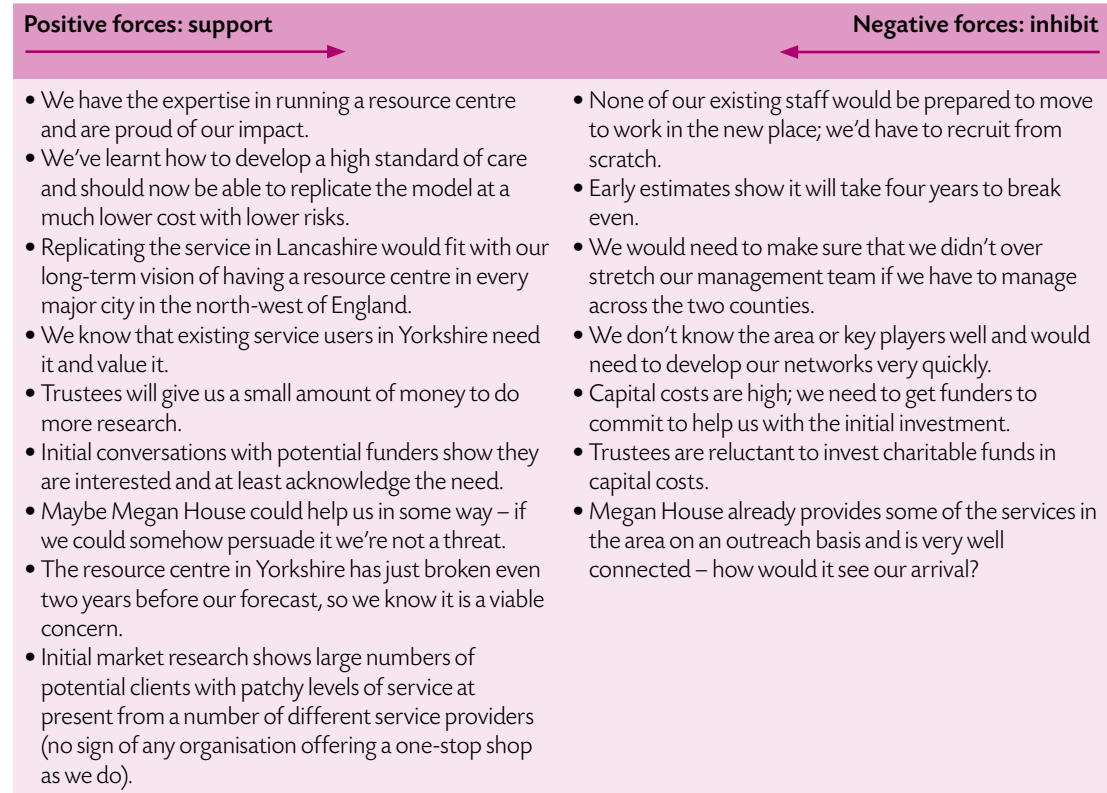 Positive forces: support
Negative forces: inhibit
• We have the expertise in running a resource centre
and are proud of our impact.
• We’ve learnt how to develop a high standard of care
and should now be able to replicate the model at a
much lower cost with lower risks.
• Replicating the service in Lancashire would fit with our
long-term vision of having a resource centre in every
major city in the north-west of England.
• We know that existing service users in Yorkshire need
it and value it.
• Trustees will give us a small amount of money to do
more research.
• Initial conversations with potential funders show they
are interested and at least acknowledge the need.
• Maybe Megan House could help us in some way – if
we could somehow persuade it we’re not a threat.
• The resource centre in Yorkshire has just broken even
two years before our forecast, so we know it is a viable
concern.
• Initial market research shows large numbers of
potential clients with patchy levels of service at
present from a number of different service providers
(no sign of any organisation offering a one-stop shop
as we do).
• None of our existing staff would be prepared to move
to work in the new place; we’d have to recruit from
scratch.
• Early estimates show it will take four years to break
even.
• We would need to make sure that we didn’t over
stretch our management team if we have to manage
across the two counties.
• We don’t know the area or key players well and would
need to develop our networks very quickly.
• Capital costs are high; we need to get funders to
commit to help us with the initial investment.
• Trustees are reluctant to invest charitable funds in
capital costs.
• Megan House already provides some of the services in
the area on an outreach basis and is very well
connected – how would it see our arrival?